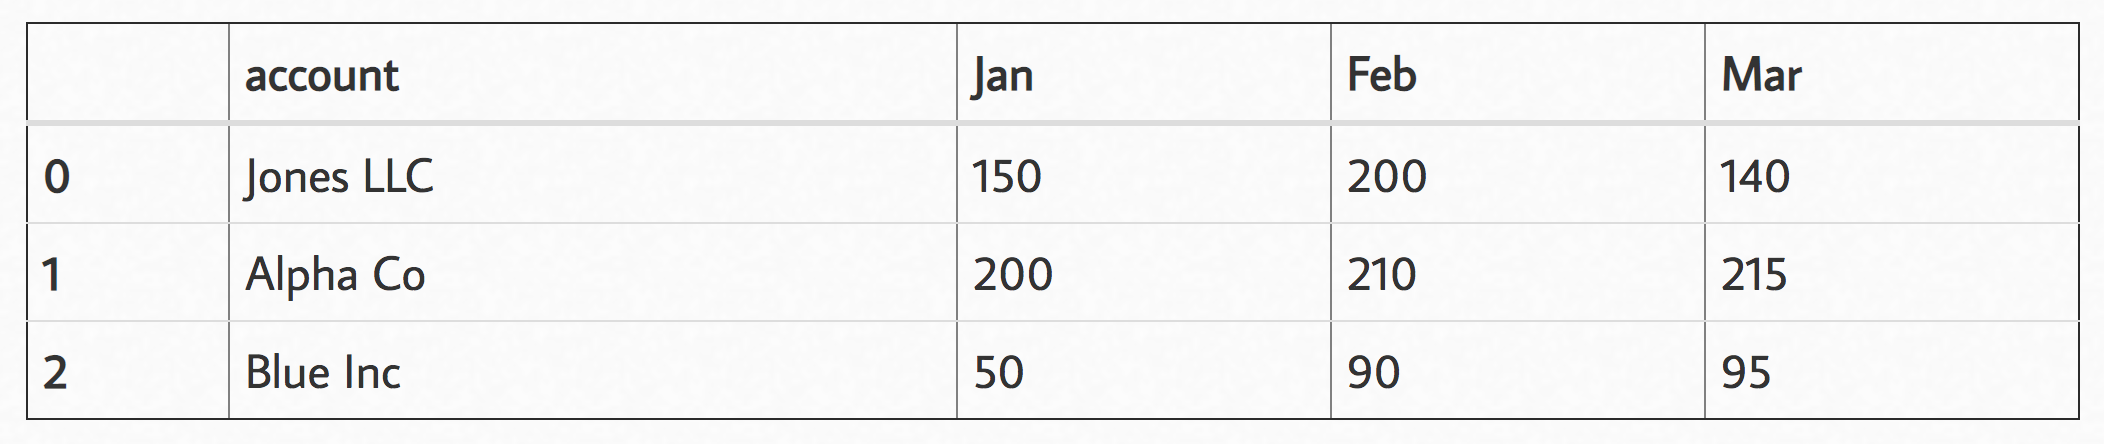 account Jan Feb Mar
0 Jones LLC 150 200 140
1 Alpha Co 200 210 215
2 Blue Inc 50 90 95